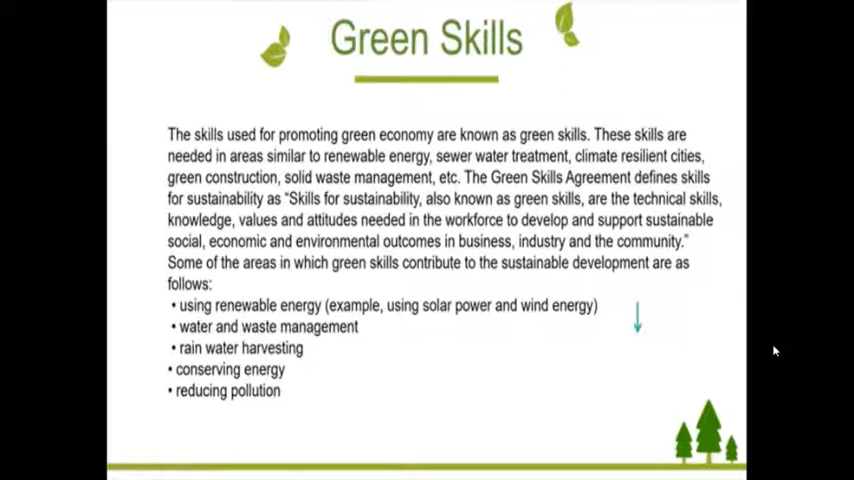 Green Skills
The skills used for promoting green economy are known as green skills. These skills are
needed in areas similar to renewable energy, sewer water treatment, climate resilient cities,
green construction, solid waste management, etc. The Green Skills Agreement defines skills
for sustainability as “Skills for sustainability, also known as green skills, are the technical skills,
knowledge, values and attitudes needed in the workforce to develop and support sustainable
social, economic and environmental outcomes in business, industry and the community.”
Some of the areas in which green skills contribute to the sustainable development are as
follows:
• using renewable energy (example, using solar power and wind energy)
• water and waste management
• rain water harvesting
• conserving energy
• reducing pollution